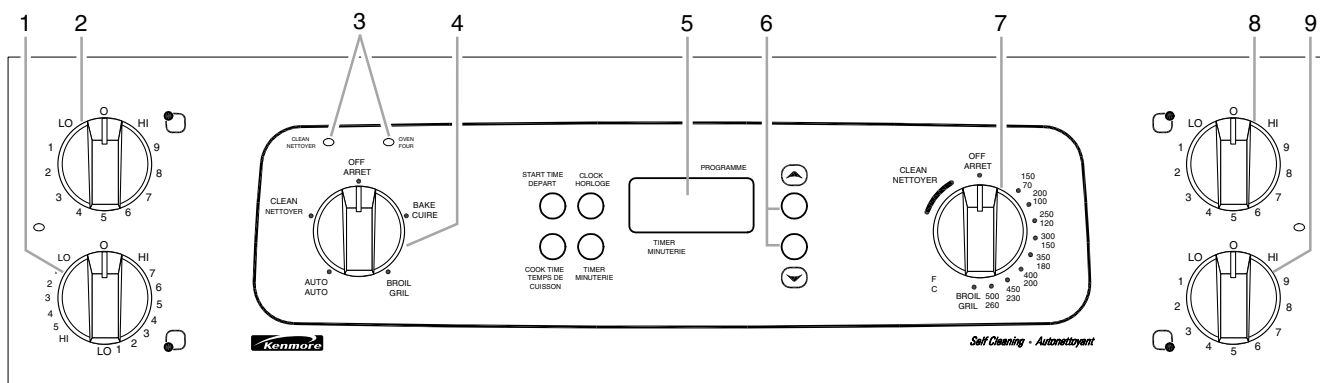 1 2 3 4 5 6 7 8 9
O
LO HI
1 9
2 8
3 7
4 5 6
O
LO HI
2 7
3 6
4 5
5 4
HI 3
LO 1 2
CLEAN
NETTOYER
OVEN
FOUR
OFF
ARRET
CLEAN
NETTOYER
BAKE
CUIRE
AUTO
AUTO
BROIL
GRIL
START TIME
DEPART
CLOCK
HORLOGE
COOK TIME
TEMPS DE
CUISSON
TIMER
MINUTERIE
PROGRAMME
TIMER
MINUTERIE
CLEAN
NETTOYER
OFF
ARRET
150
70
200
100
250
120
300
150
350
180
400
200
450
230
500
260
BROIL
GRIL
F
C
Kenmore
Self Cleaning - Autonettoyant
O
LO HI
1 9
2 8
3 7
4 5 6
O
LO HI
1 9
2 8
3 7
4 5 6